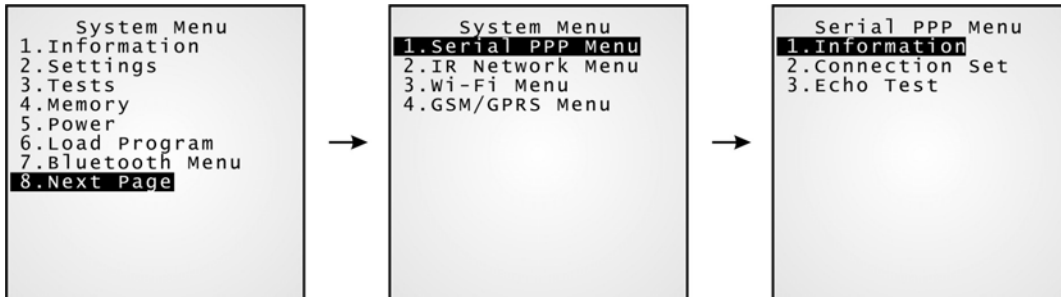 System Menu
1.Information
2.Settings
3.Tests
4.Memory
5.Power
6.Load Program
7.Bluetooth Menu
8.Next Page
System Menu
1.Serial PPP Menu
2.IR Network Menu
3.Wi-Fi Menu
4.GSM/GPRS Menu
Serial PPP Menu
1.Information
2.Connection Set
3.Echo Test